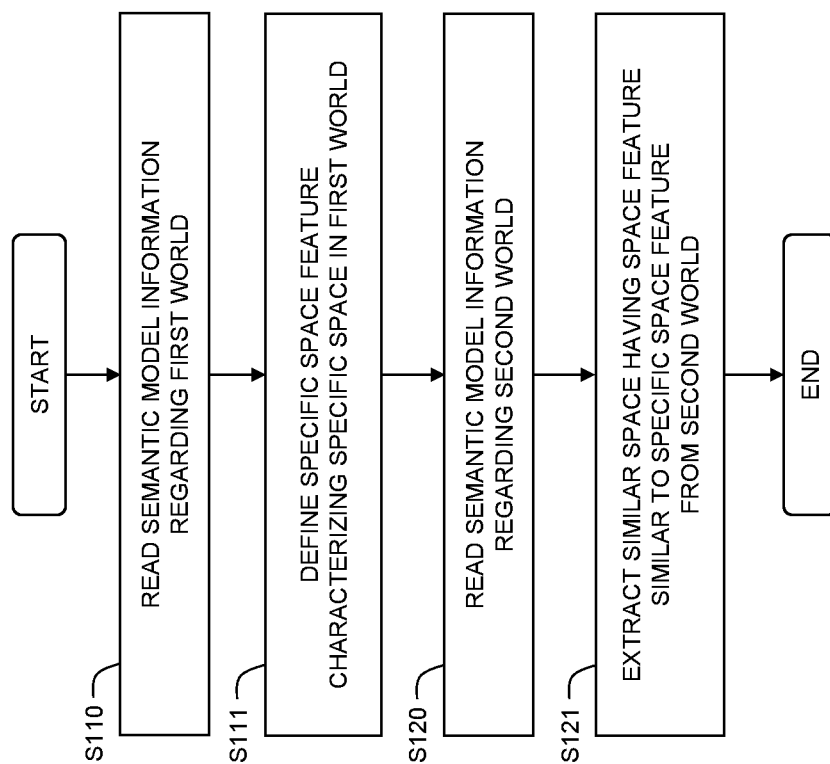 START
S110
READ SEMANTIC MODEL INFORMATION
REGARDING FIRST WORLD
S111
DEFINE SPECIFIC SPACE FEATURE
CHARACTERIZING SPECIFIC SPACE IN FIRST WORLD
S120
READ SEMANTIC MODEL INFORMATION
REGARDING SECOND WORLD
S121
EXTRACT SIMILAR SPACE HAVING SPACE FEATURE
SIMILAR TO SPECIFIC SPACE FEATURE
FROM SECOND WORLD
END